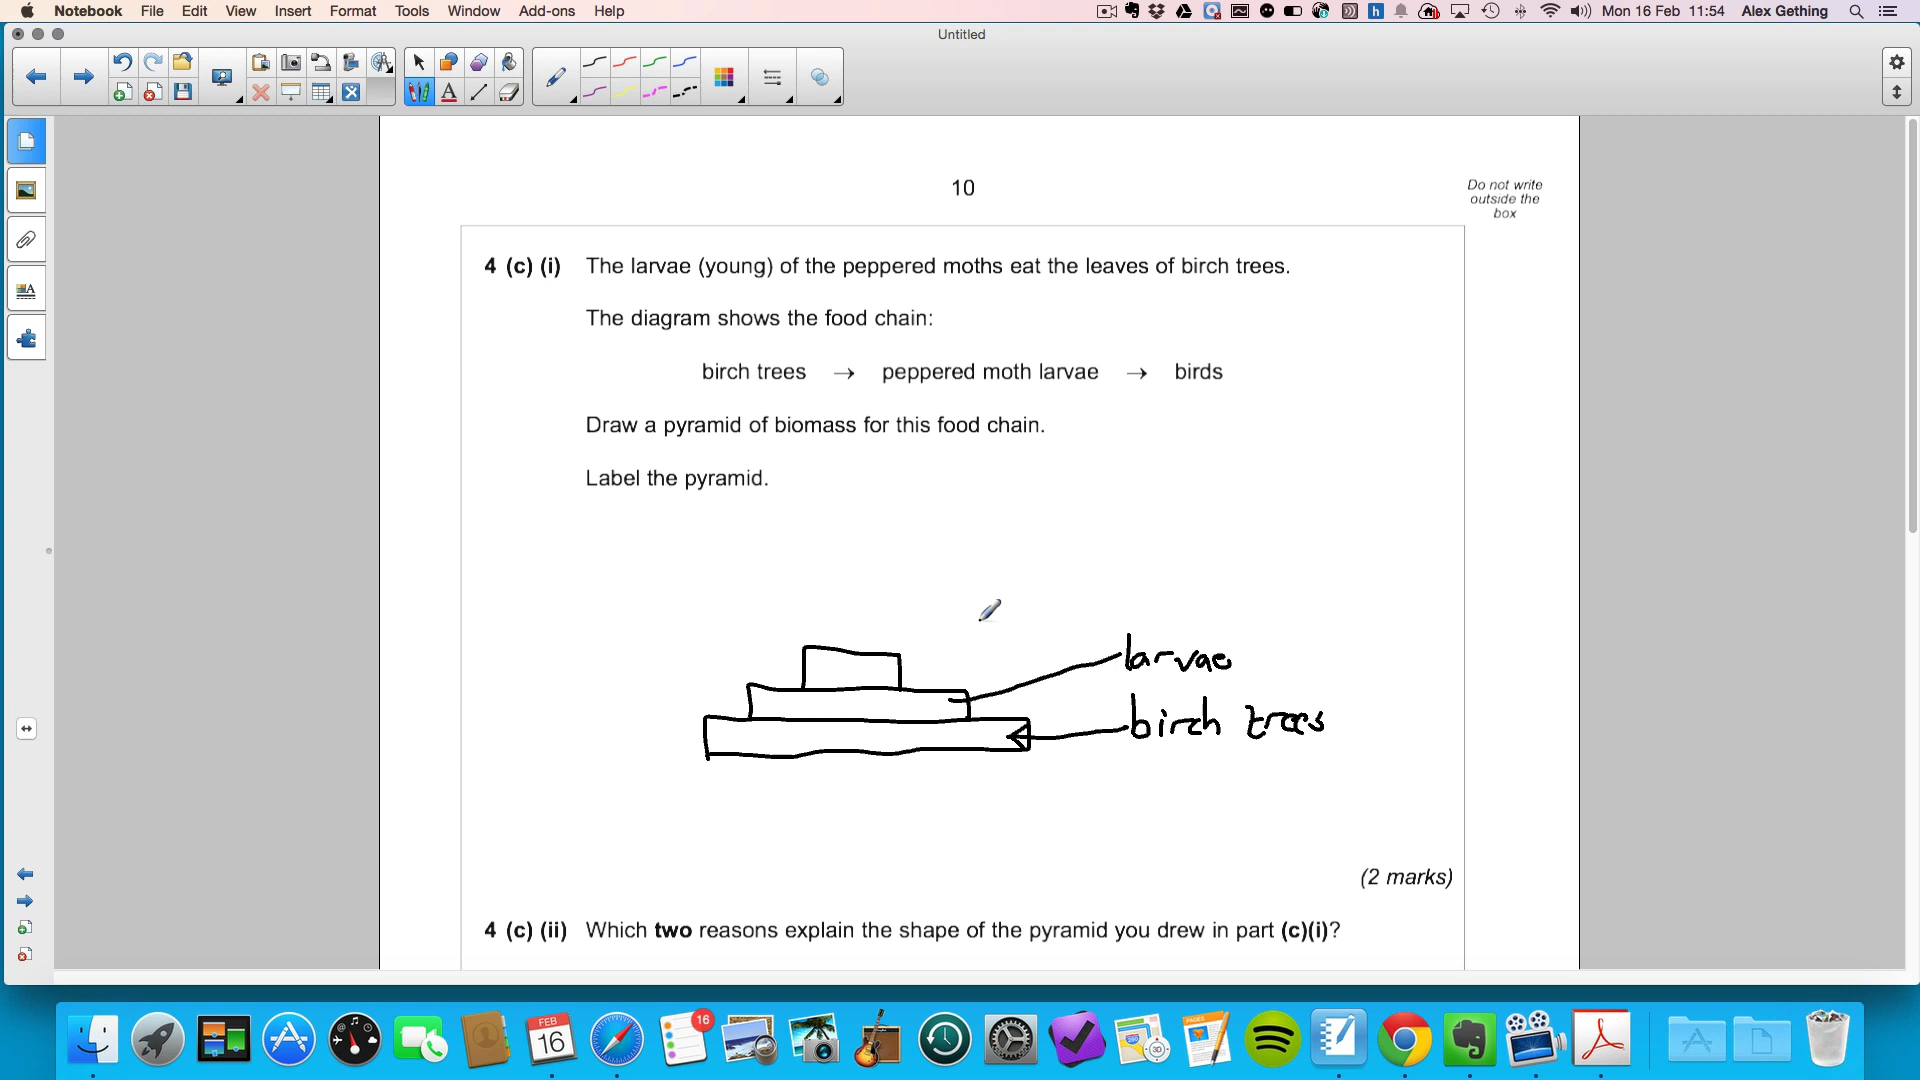 Notebook File Edit View Insert Format Tools Window Add-ons Help Mon 16 Feb 11:54 Alex Gething
Untitled
10
Do not write
outside the
box
4 (c) (i) The larvae (young) of the peppered moths eat the leaves of birch trees.
The diagram shows the food chain:
birch trees → peppered moth larvae → birds
Draw a pyramid of biomass for this food chain.
Label the pyramid.
larvae
birch trees
(2 marks)
4 (c) (ii) Which two reasons explain the shape of the pyramid you drew in part (c)(i)?
FEB
16
16
PAGES